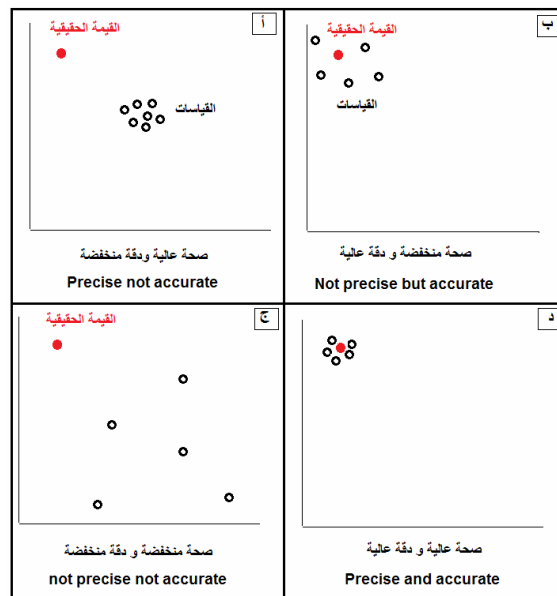 أ
القيمة الحقيقية
القياسات
صحة عالية ودقة منخفضة
Precise not accurate
ب
القيمة الحقيقية
القياسات
صحة منخفضة و دقة عالية
Not precise but accurate
ج
القيمة الحقيقية
صحة منخفضة و دقة منخفضة
not precise not accurate
د
صحة عالية و دقة عالية
Precise and accurate